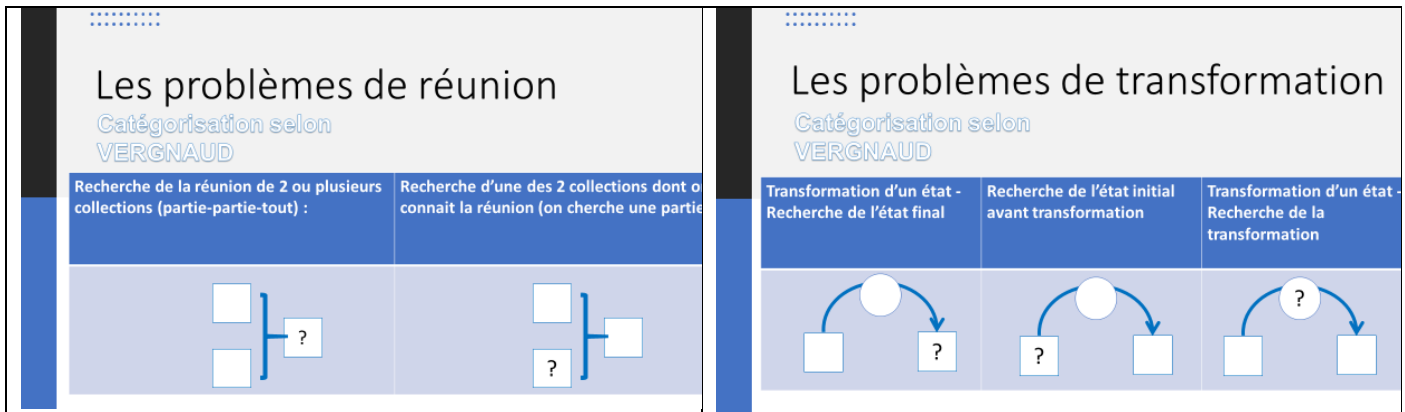 Les problèmes de réunion
Catégorisation selon
VERGNAUD
Recherche de la réunion de 2 ou plusieurs
collections (partie-partie-tout) :
Recherche d'une des 2 collections dont o
connait la réunion (on cherche une partie
?
?
Les problèmes de transformation
Catégorisation selon
VERGNAUD
Transformation d'un état -
Recherche de l'état final
Recherche de l'état initial
avant transformation
Transformation d'un état -
Recherche de la
transformation
?
?
?